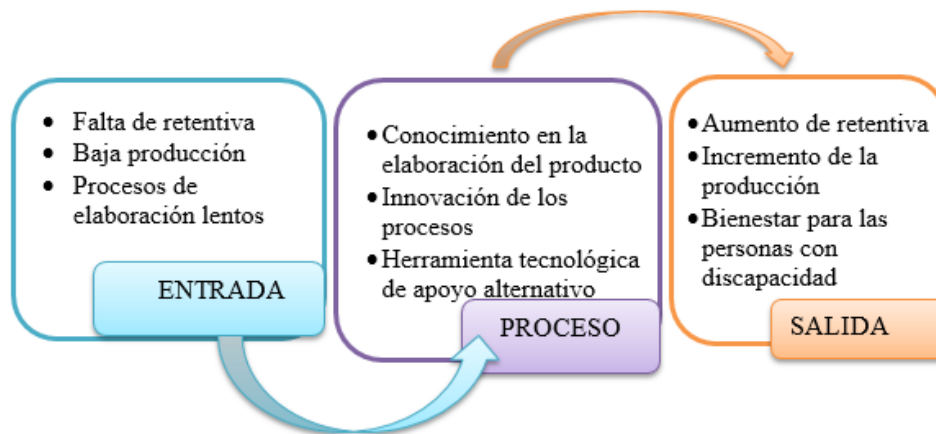 • Falta de retentiva
• Baja producción
• Procesos de
elaboración lentos
ENTRADA
• Conocimiento en la
elaboración del producto
• Innovación de los
procesos
• Herramienta tecnológica
de apoyo alternativo
PROCESO
• Aumento de retentiva
• Incremento de la
producción
• Bienestar para las
personas con
discapacidad
SALIDA